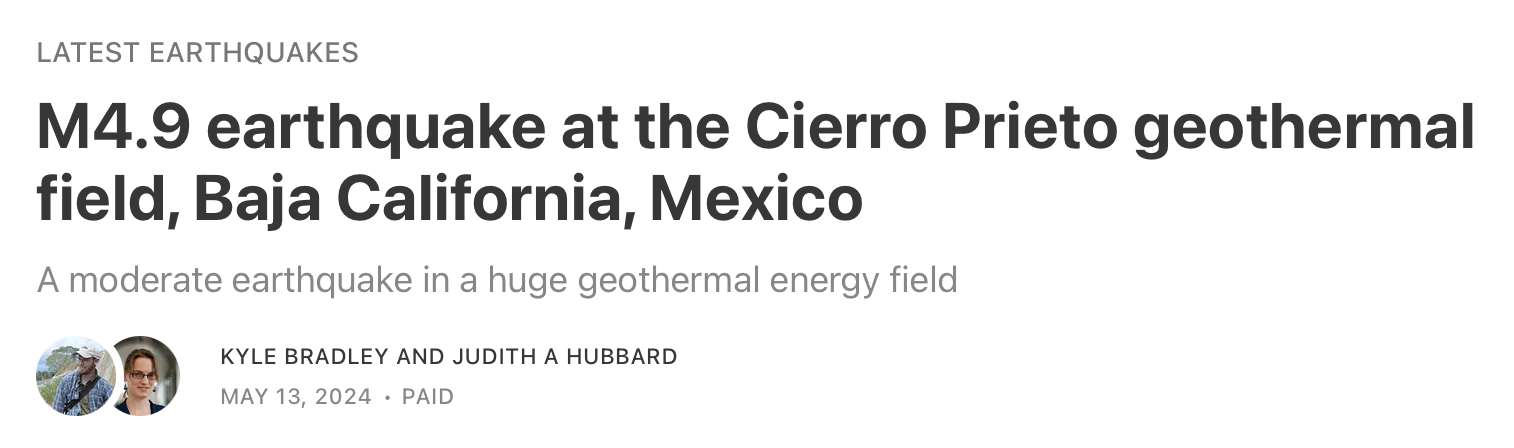 LATEST EARTHQUAKES
M4.9 earthquake at the Cierro Prieto geothermal
field, Baja California, Mexico
A moderate earthquake in a huge geothermal energy field
KYLE BRADLEY AND JUDITH A HUBBARD
MAY 13, 2024 • PAID